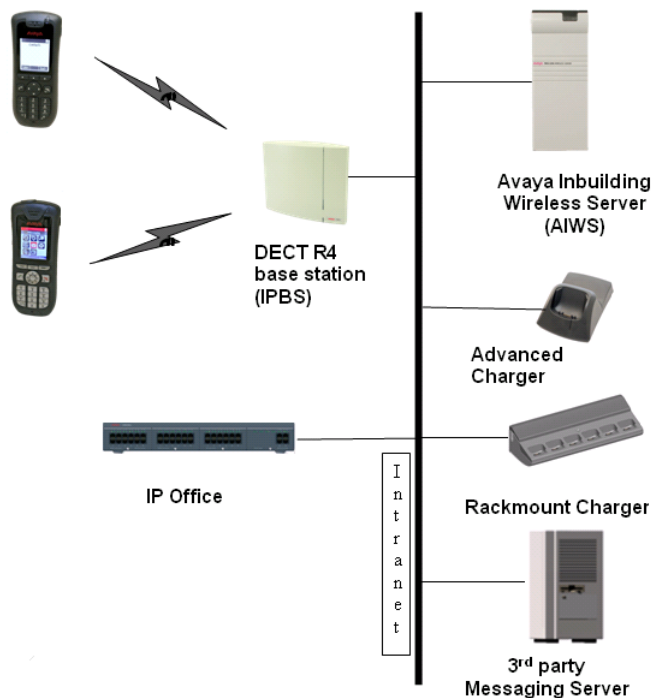 Avaya Inbuilding
Wireless Server
(AIWS)
DECT R4
base station
(IPBS)
Advanced
Charger
IP Office
Intranet
Rackmount Charger
3rd party
Messaging Server